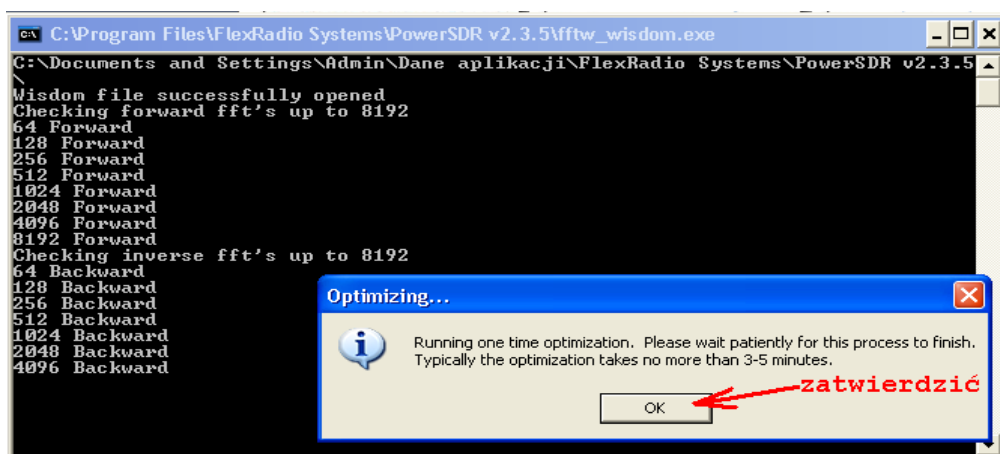 C:\Program Files\FlexRadio Systems\PowerSDR v2.3.5\fftw_wisdom.exe
C:\Documents and Settings\Admin\Dane aplikacji\FlexRadio Systems\PowerSDR v2.3.5
\
Wisdom file successfully opened
Checking forward fft's up to 8192
64 Forward
128 Forward
256 Forward
512 Forward
1024 Forward
2048 Forward
4096 Forward
8192 Forward
Checking inverse fft's up to 8192
64 Backward
128 Backward
256 Backward
512 Backward
1024 Backward
2048 Backward
4096 Backward
Optimizing...
Running one time optimization.  Please wait patiently for this process to finish.
Typically the optimization takes no more than 3-5 minutes.
zatwierdzić
OK